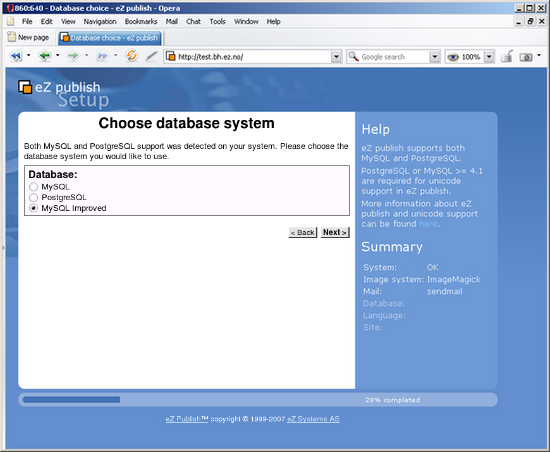 860:640 - Database choice - eZ publish - Opera
File Edit View Navigation Bookmarks Mail Chat Tools Window Help
New page Database choice - eZ publish
http://test.bh.ez.no/ Google search 100%
eZ publish
Setup
Choose database system
Both MySQL and PostgreSQL support was detected on your system. Please choose the
database system you would like to use.
Database:
MySQL
PostgreSQL
MySQL Improved
< Back Next >
Help
eZ publish supports both
MySQL and PostgreSQL.
PostgreSQL or MySQL >= 4.1
are required for unicode
support in eZ publish.
More information about eZ
publish and unicode support
can be found here.
Summary
System: OK
Image system: ImageMagick
Mail: sendmail
Database:
Language:
Site:
28% completed
eZ Publish™ copyright © 1999-2007 eZ Systems AS